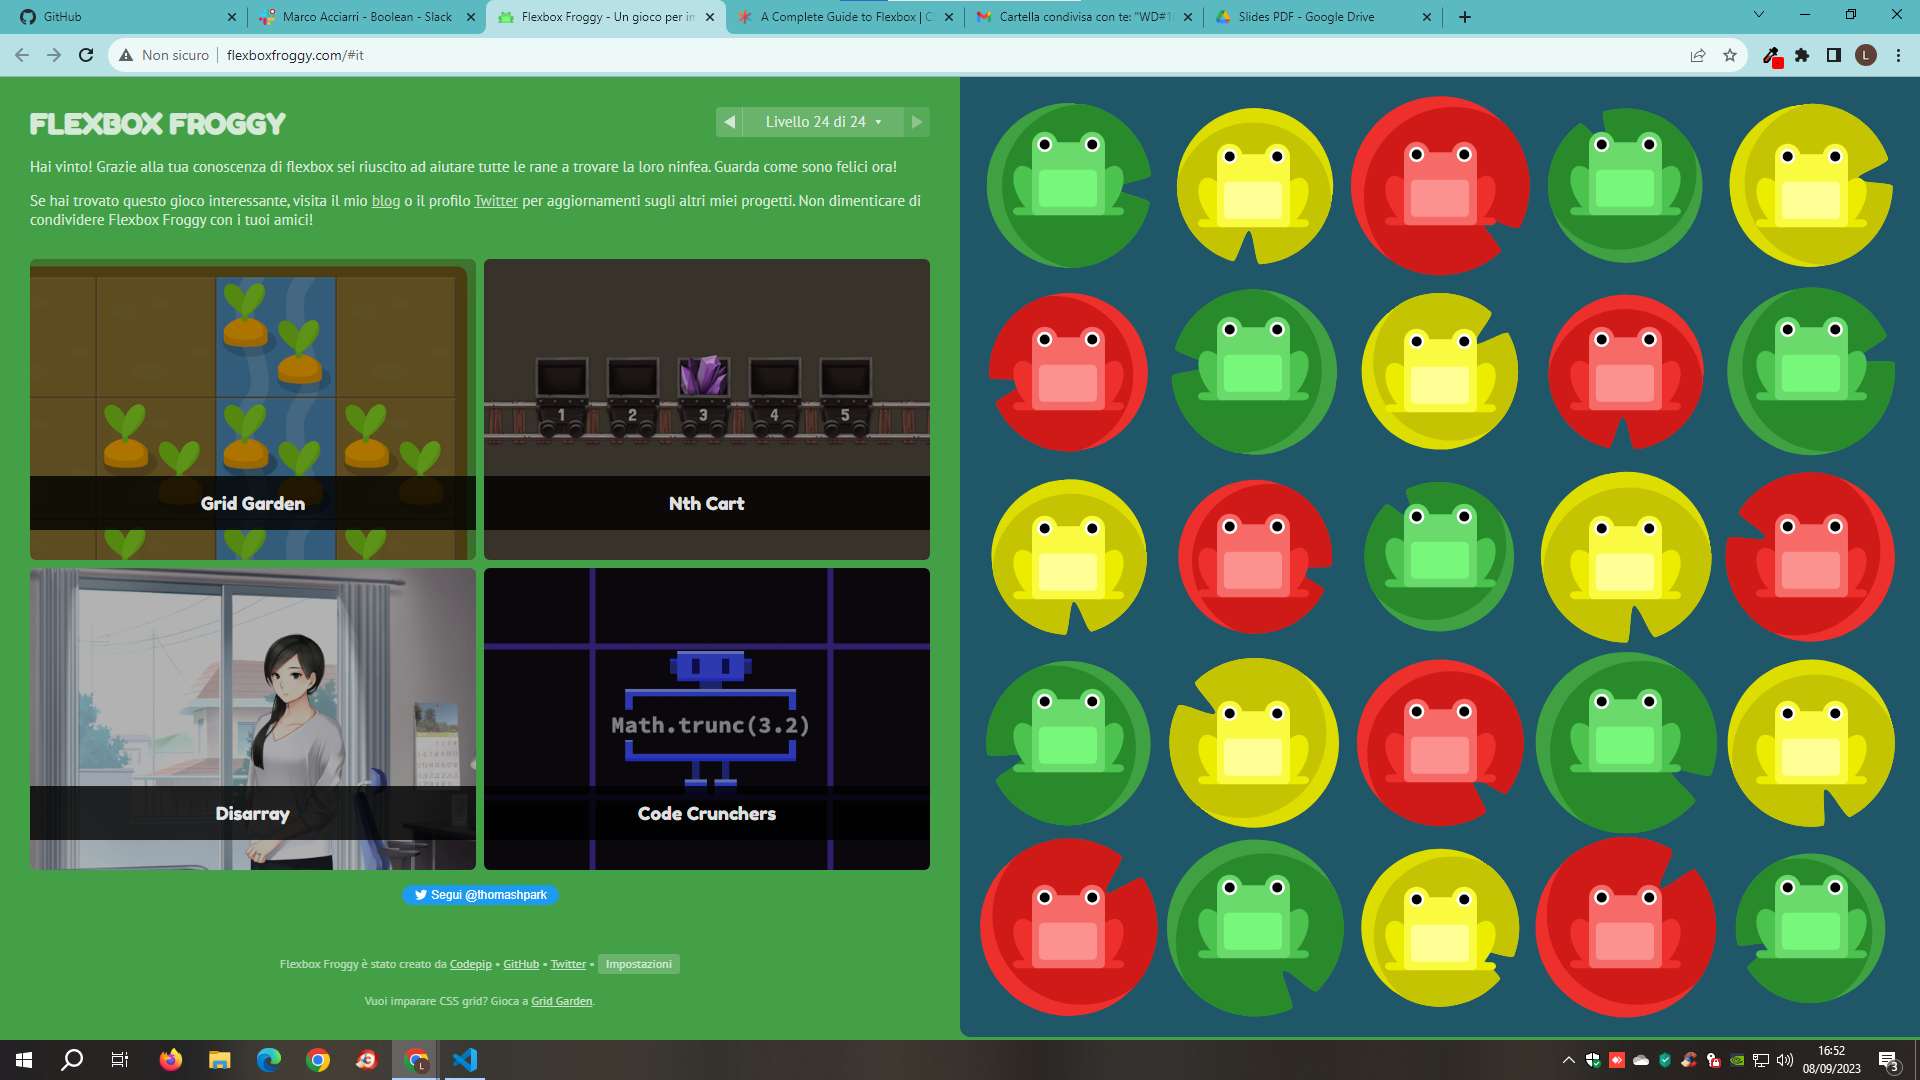 GitHub
Marco Acciarri - Boolean - Slack
Flexbox Froggy - Un gioco per im
A Complete Guide to Flexbox | CS
Cartella condivisa con te: "WD#10
Slides PDF - Google Drive
Non sicuro
flexboxfroggy.com/#it
L
FLEXBOX FROGGY
Livello 24 di 24
Hai vinto! Grazie alla tua conoscenza di flexbox sei riuscito ad aiutare tutte le rane a trovare la loro ninfea. Guarda come sono felici ora!
Se hai trovato questo gioco interessante, visita il mio blog o il profilo Twitter per aggiornamenti sugli altri miei progetti. Non dimenticare di
condividere Flexbox Froggy con i tuoi amici!
1 2 3 4 5
Grid Garden
Nth Cart
Math.trunc(3.2)
Disarray
Code Crunchers
Segui @thomashpark
Flexbox Froggy è stato creato da Codepip • GitHub • Twitter • Impostazioni
Vuoi imparare CSS grid? Gioca a Grid Garden.
L
16:52
08/09/2023
3